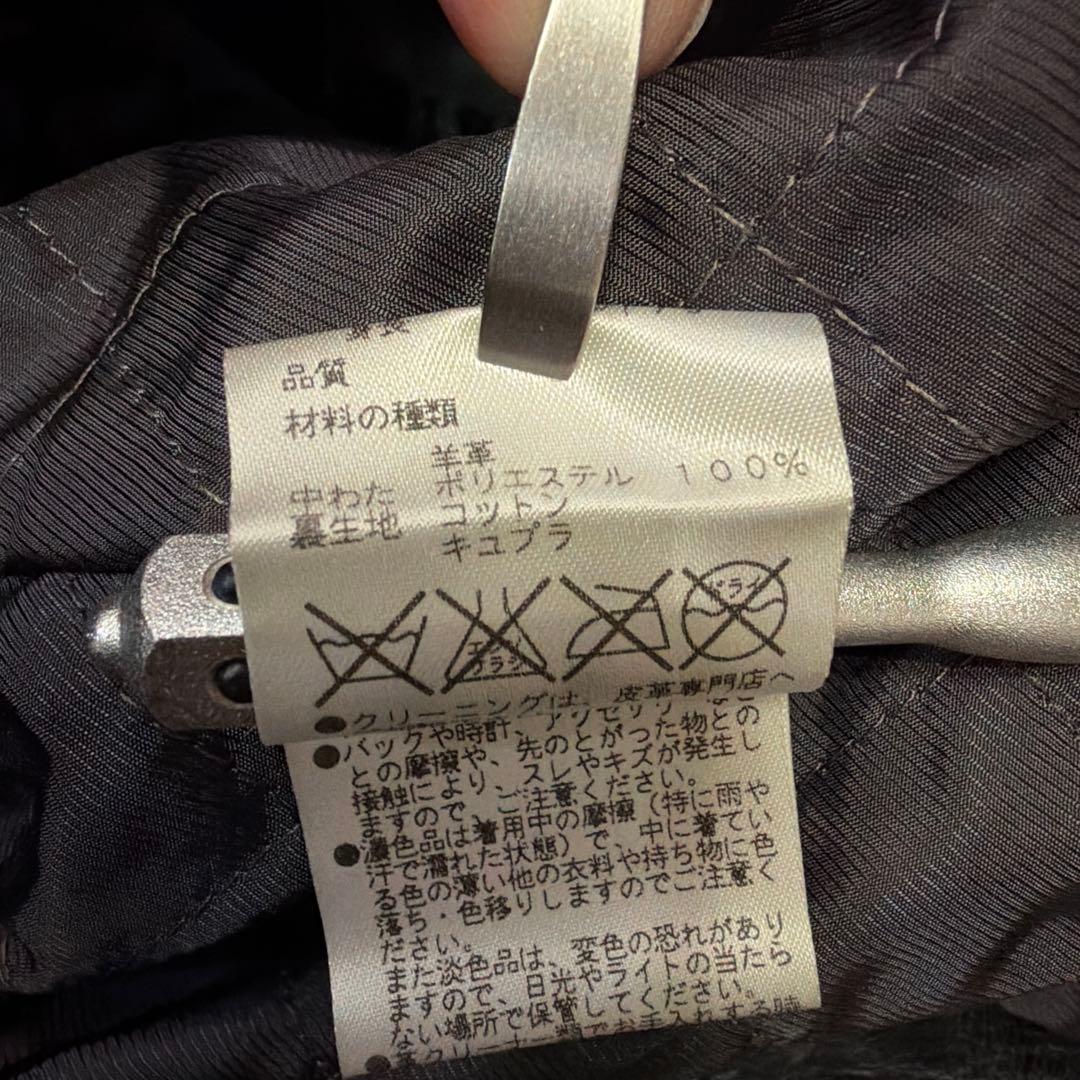 品質
材料の種類
羊革
中わた ポリエステル 100%
裏生地 コットン
キュプラ
エンソ
ブラシ
ドライ
●クリーニングは、皮革専門店へ
●バッグや時計、アクセサリーなど
の摩擦や、先のとがった物との
接触により、スレやキズが発生し
ますので、ご注意ください。
●濃色の品は着用中の摩擦（特に雨や
汗で濡れた状態）で、中に着てい
る色の薄い他の衣料や持ち物に色
落ち・色移りしますのでご注意く
ださい。
また淡色品は、変色の恐れがあり
ますので、日光やライトの当たら
ない場所で保管してください。